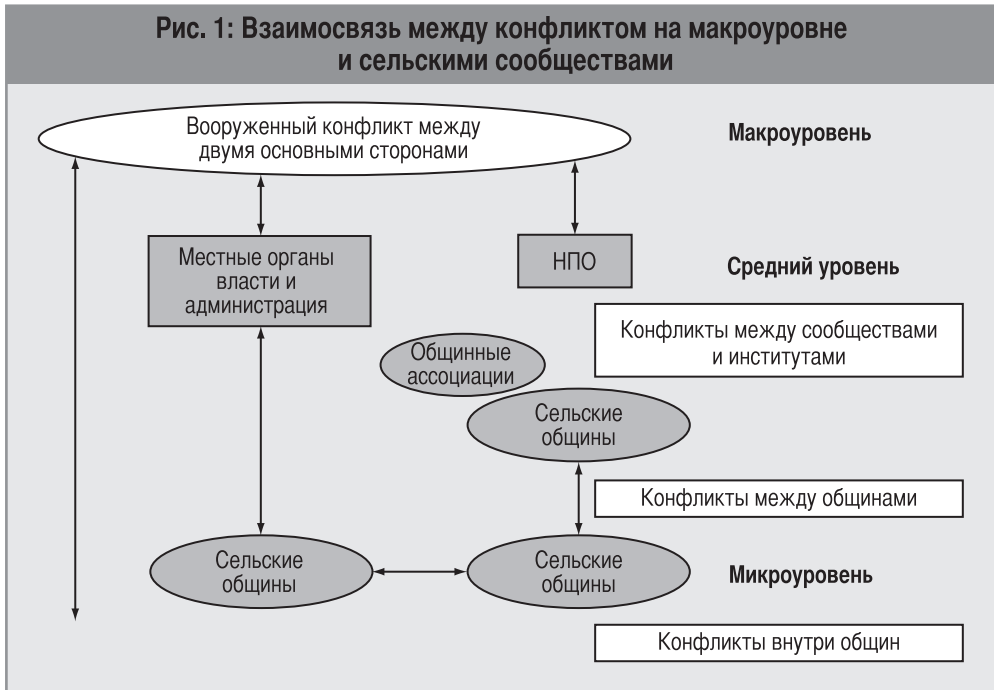 Рис. 1: Взаимосвязь между конфликтом на макроуровне
и сельскими сообществами
Вооруженный конфликт между
двумя основными сторонами
Макроуровень
Местные органы
власти и
администрация
НПО
Средний уровень
Конфликты между сообществами
и институтами
Общинные
ассоциации
Сельские
общины
Конфликты между общинами
Сельские
общины
Сельские
общины
Микроуровень
Конфликты внутри общин